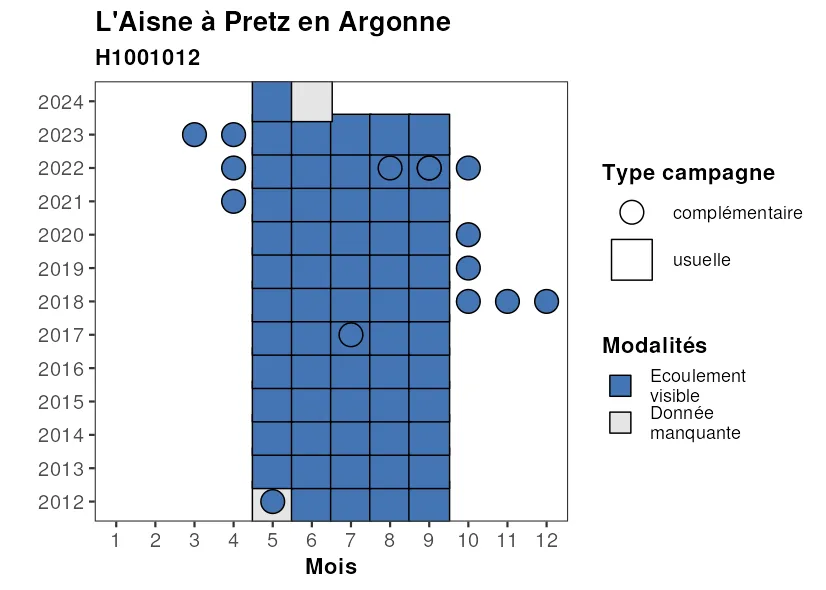 L'Aisne à Pretz en Argonne
H1001012
2024
2023
2022
2021
2020
2019
2018
2017
2016
2015
2014
2013
2012
1 2 3 4 5 6 7 8 9 10 11 12
Mois
Type campagne
complémentaire
usuelle
Modalités
Ecoulement
visible
Donnée
manquante